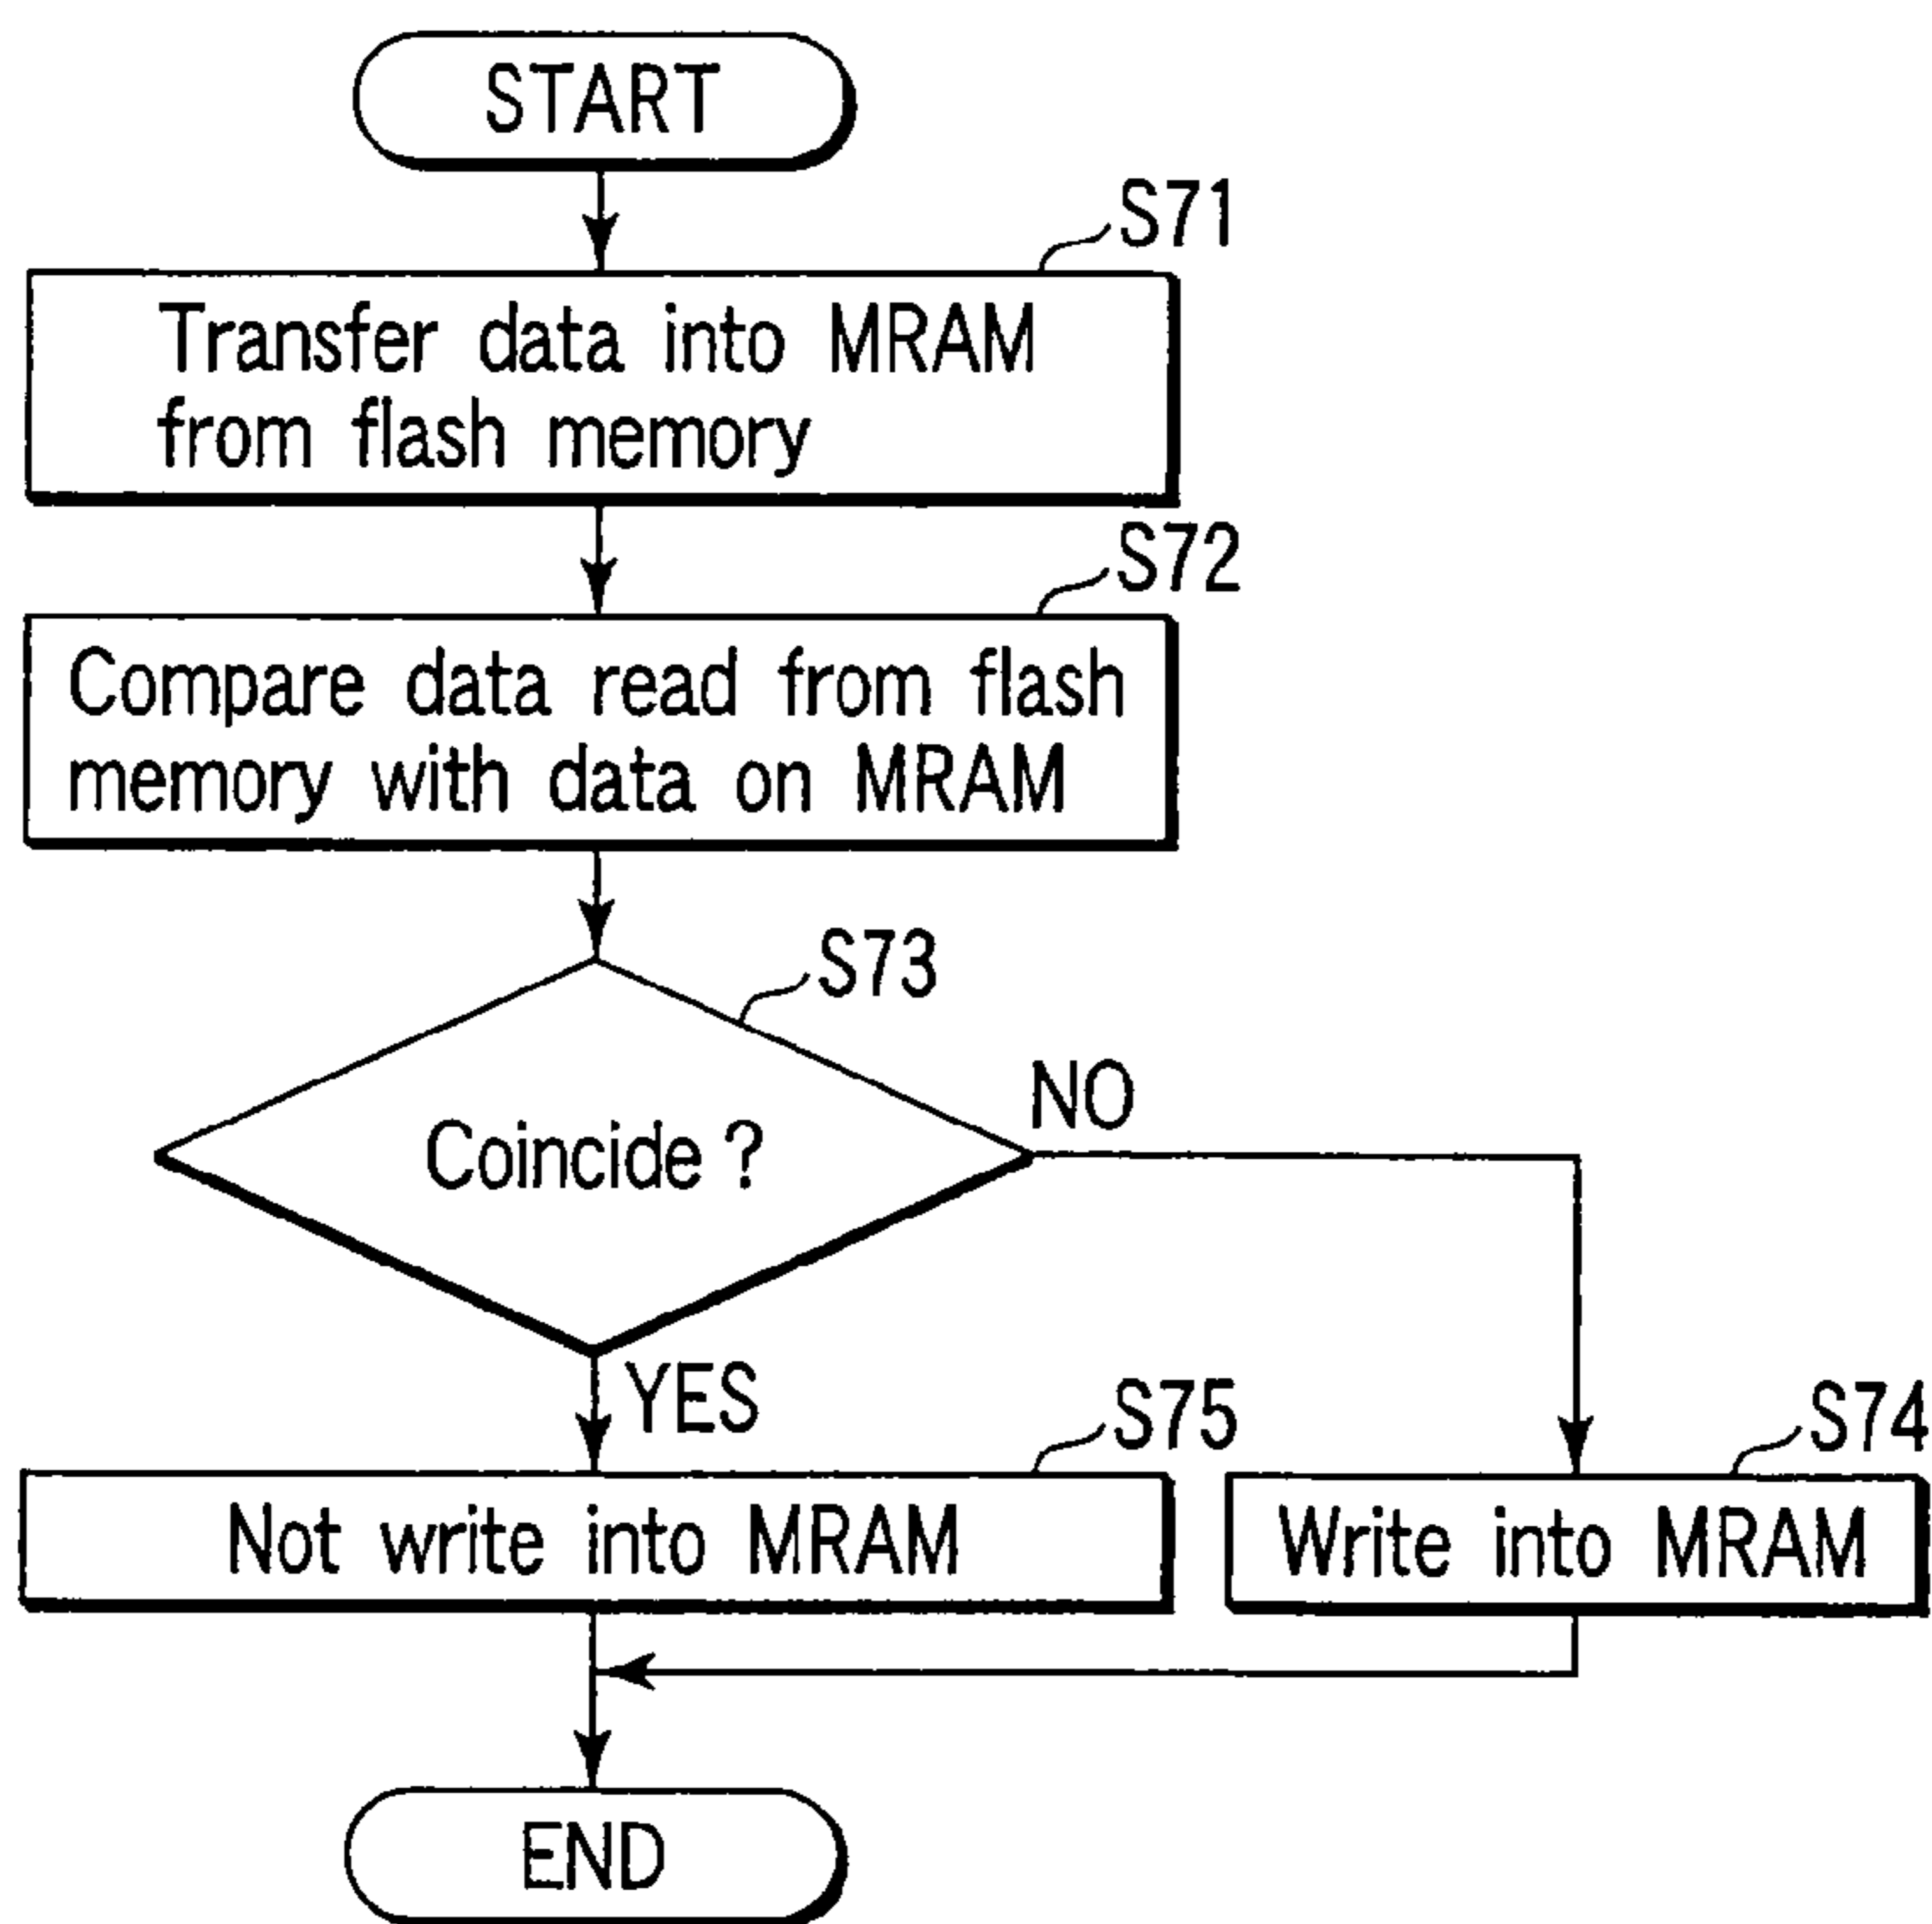 START
S71
Transfer data into MRAM
from flash memory
S72
Compare data read from flash
memory with data on MRAM
S73
Coincide ?
NO
YES
S75
Not write into MRAM
S74
Write into MRAM
END